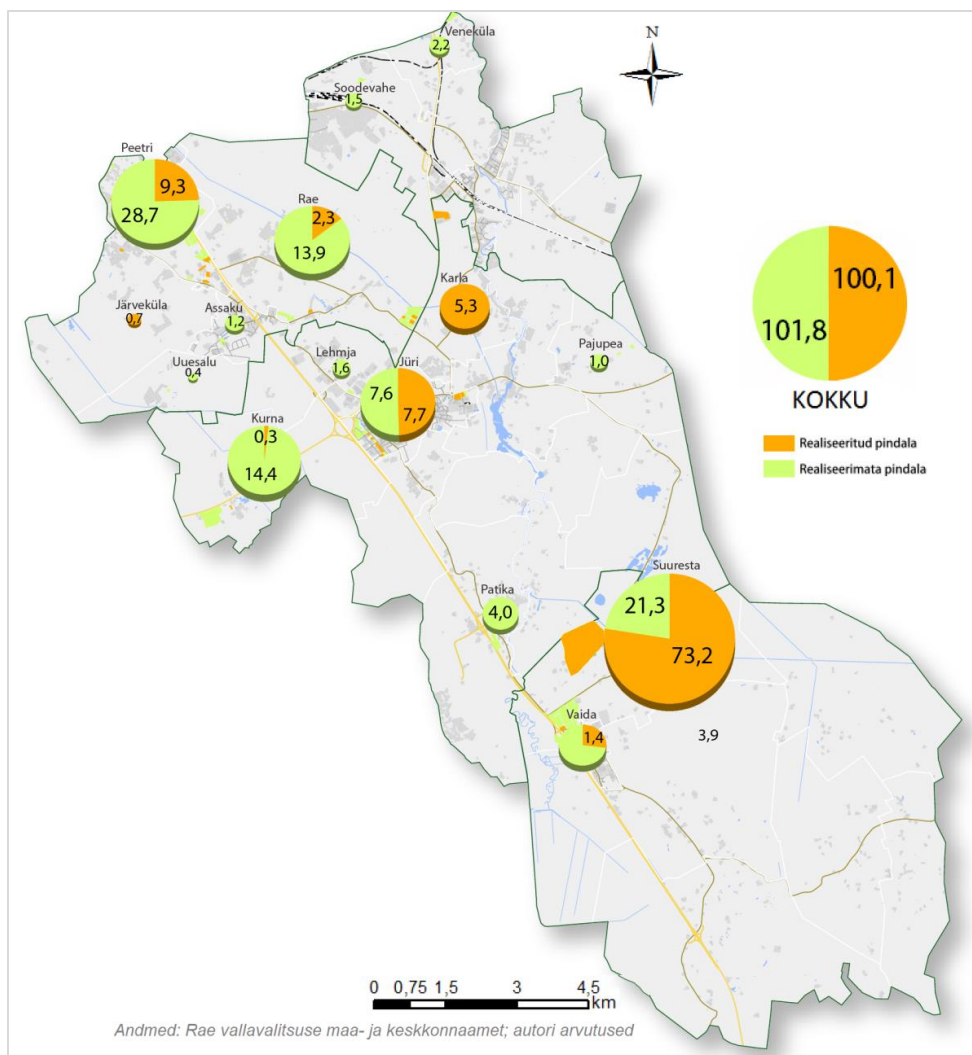 Veneküla
2,2
N
Soodevahe
1,5
Peetri
9,3
28,7
Rae
2,3
13,9
Karla
5,3
100,1
101,8
KOKKU
Järveküla
0,7
Assaku
1,2
Uuesalu
0,4
Lehmja
1,6
Jüri
7,6
7,7
Pajupea
1,0
Realiseeritud pindala
Realiseerimata pindala
Kurna
0,3
14,4
Patika
4,0
Suuresta
21,3
73,2
Vaida
1,4
3,9
0 0,75 1,5 3 4,5
km
Andmed: Rae vallavalitsuse maa- ja keskkonnaamet; autori arvutused